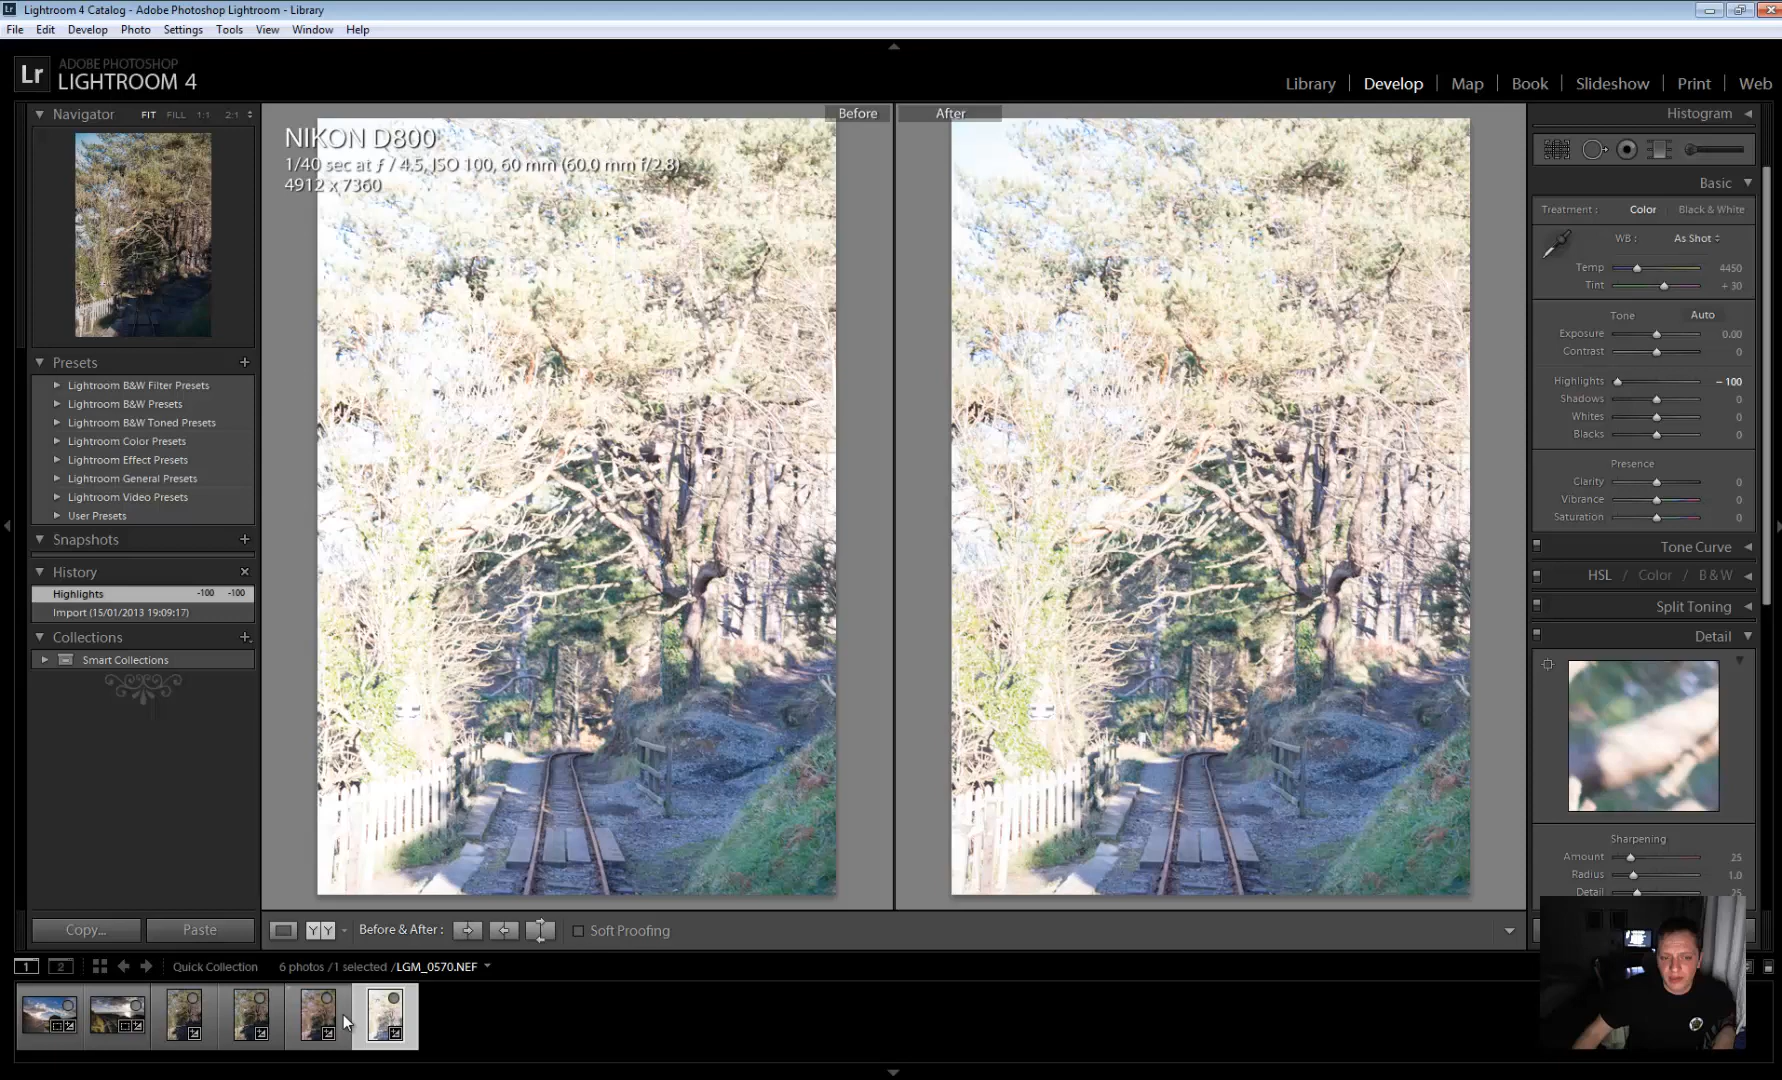 Lightroom 4 Catalog - Adobe Photoshop Lightroom - Library
File Edit Develop Photo Settings Tools View Window Help
Lr ADOBE PHOTOSHOP
LIGHTROOM 4
Library Develop Map Book Slideshow Print Web
Navigator FIT FILL 1:1 2:1
Presets
Lightroom B&W Filter Presets
Lightroom B&W Presets
Lightroom B&W Toned Presets
Lightroom Color Presets
Lightroom Effect Presets
Lightroom General Presets
Lightroom Video Presets
User Presets
Snapshots
History
Highlights -100 -100
Import (15/01/2013 19:09:17)
Collections
Smart Collections
Copy... Paste
Before After
NIKON D800
1/40 sec at ƒ / 4.5, ISO 100, 60 mm (60.0 mm f/2.8)
4912 x 7360
Histogram
Basic
Treatment : Color Black & White
WB : As Shot
Temp 4450
Tint + 30
Tone Auto
Exposure 0.00
Contrast 0
Highlights – 100
Shadows 0
Whites 0
Blacks 0
Presence
Clarity 0
Vibrance 0
Saturation 0
Tone Curve
HSL / Color / B & W
Split Toning
Detail
Sharpening
Amount 25
Radius 1.0
Detail 25
YY Before & After : Soft Proofing
1 2 Quick Collection 6 photos / 1 selected / LGM_0570.NEF